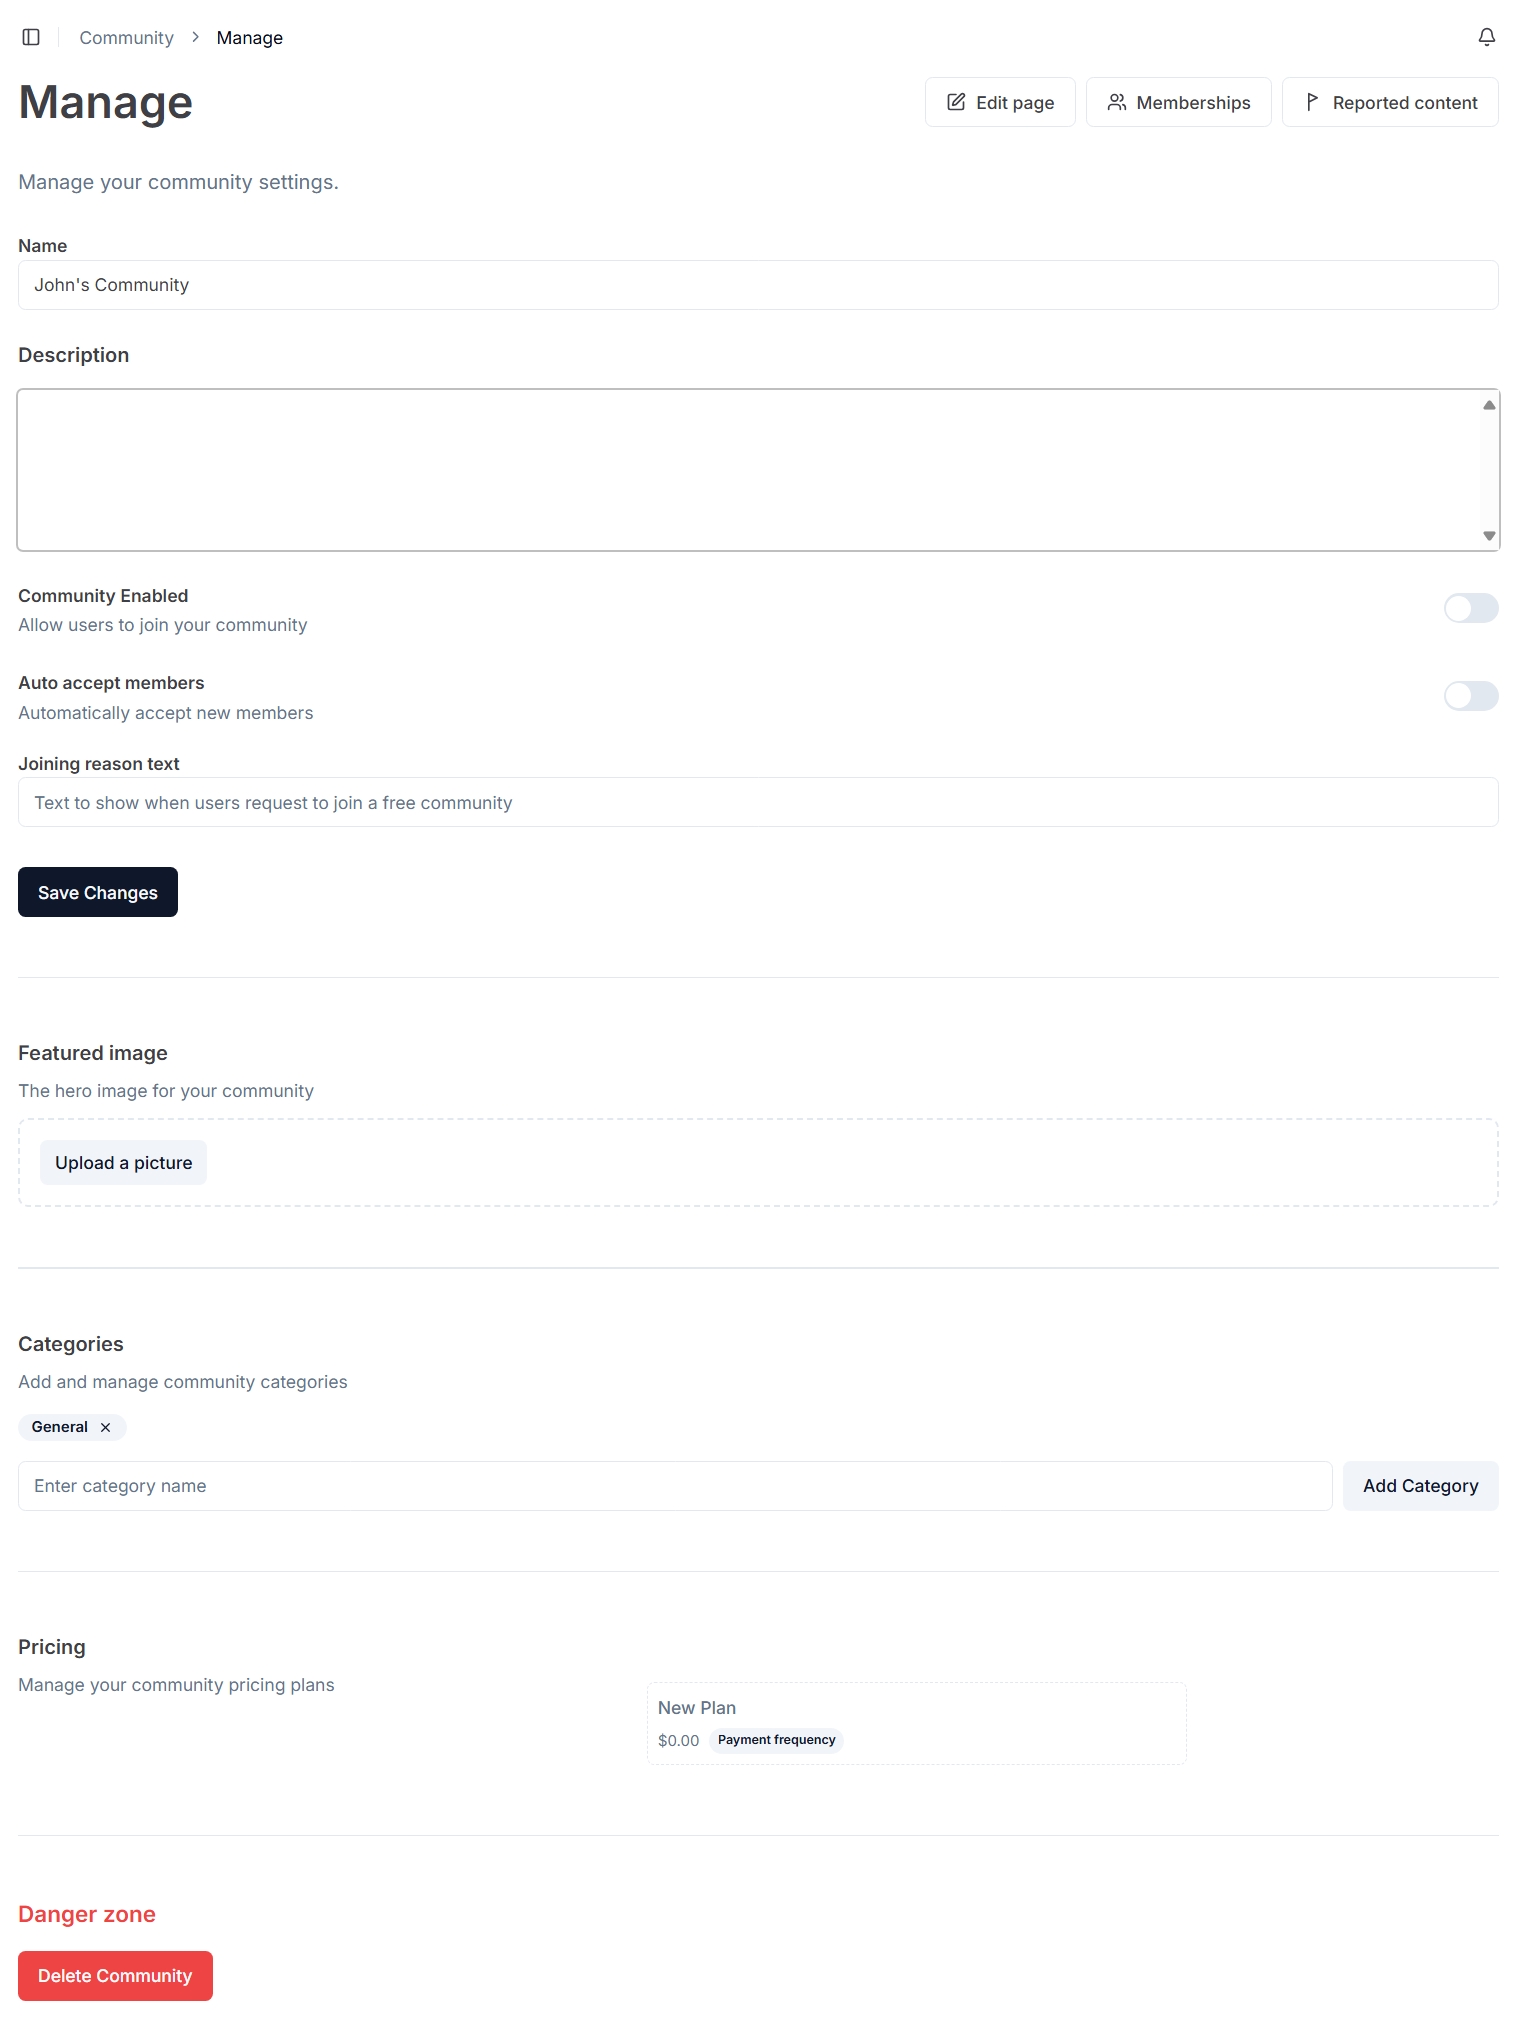 Community > Manage
Manage
Edit page
Memberships
Reported content
Manage your community settings.
Name
John's Community
Description
Community Enabled
Allow users to join your community
Auto accept members
Automatically accept new members
Joining reason text
Text to show when users request to join a free community
Save Changes
Featured image
The hero image for your community
Upload a picture
Categories
Add and manage community categories
General ×
Enter category name
Add Category
Pricing
Manage your community pricing plans
New Plan
$0.00 Payment frequency
Danger zone
Delete Community